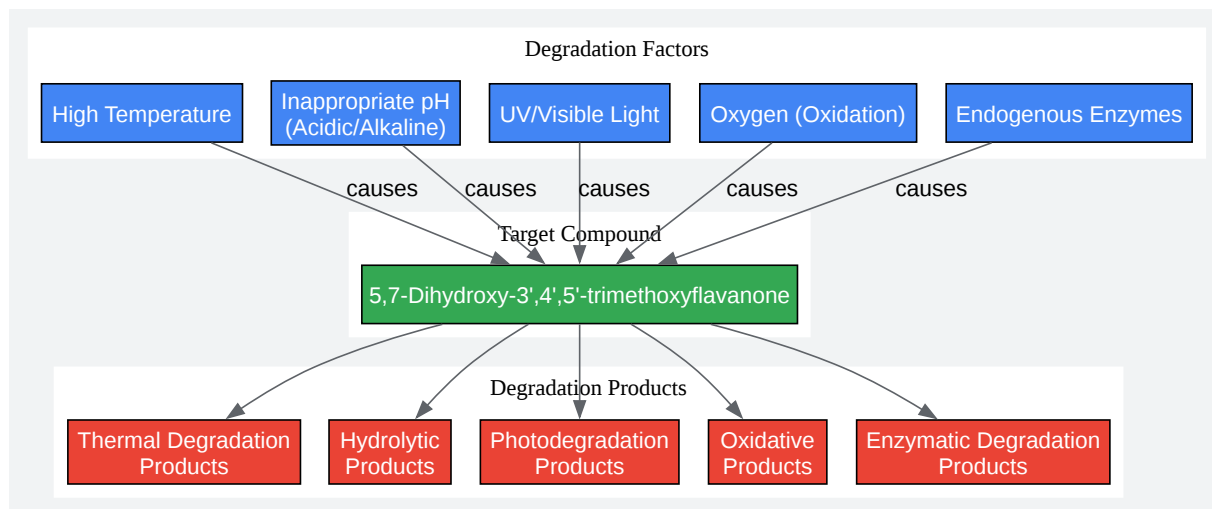 Degradation Factors
High Temperature
Inappropriate pH
(Acidic/Alkaline)
UV/Visible Light
Oxygen (Oxidation)
Endogenous Enzymes
causes
causes
causes
causes
causes
Target Compound
5,7-Dihydroxy-3',4',5'-trimethoxyflavanone
Degradation Products
Thermal Degradation
Products
Hydrolytic
Products
Photodegradation
Products
Oxidative
Products
Enzymatic Degradation
Products